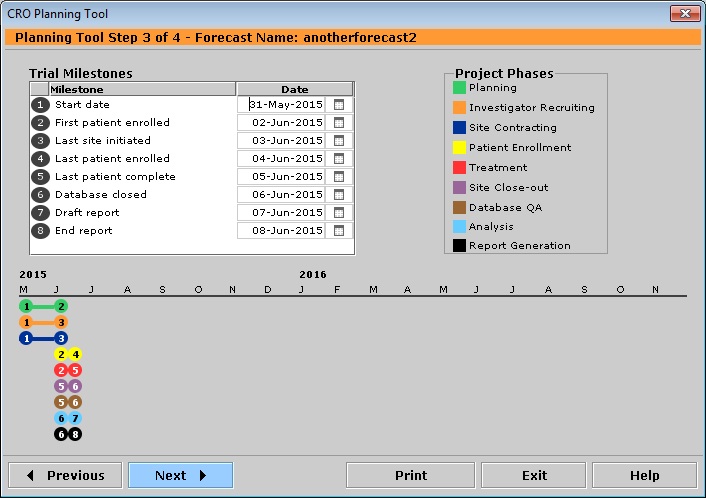 CRO Planning Tool
Planning Tool Step 3 of 4 - Forecast Name: anotherforecast2
Trial Milestones
Milestone Date
1 Start date 31-May-2015
2 First patient enrolled 02-Jun-2015
3 Last site initiated 03-Jun-2015
4 Last patient enrolled 04-Jun-2015
5 Last patient complete 05-Jun-2015
6 Database closed 06-Jun-2015
7 Draft report 07-Jun-2015
8 End report 08-Jun-2015
Project Phases
Planning
Investigator Recruiting
Site Contracting
Patient Enrollment
Treatment
Site Close-out
Database QA
Analysis
Report Generation
2015 2016
M J J A S O N D J F M A M J J A S O N
1 2
1 3
1 3
2 4
2 5
5 6
5 6
6 7
6 8
Previous Next Print Exit Help